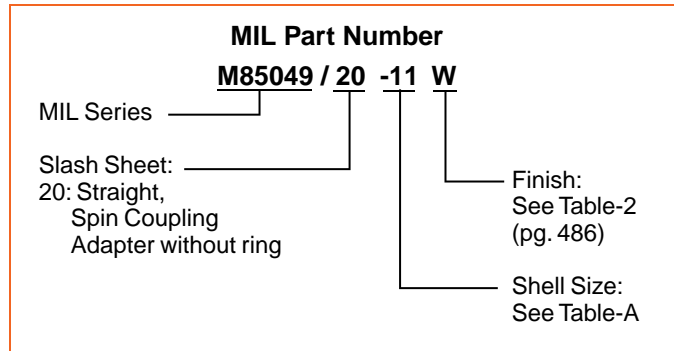 MIL Part Number
M85049 / 20 -11 W
MIL Series
Slash Sheet:
20: Straight,
Spin Coupling
Adapter without ring
Finish:
See Table-2
(pg. 486)
Shell Size:
See Table-A